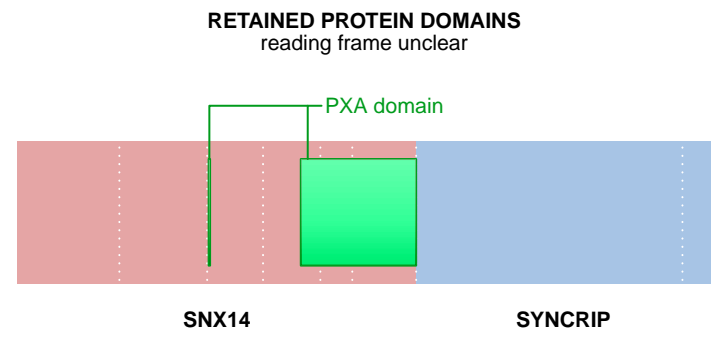 RETAINED PROTEIN DOMAINS
reading frame unclear
PXA domain
SNX14
SYNCRIP